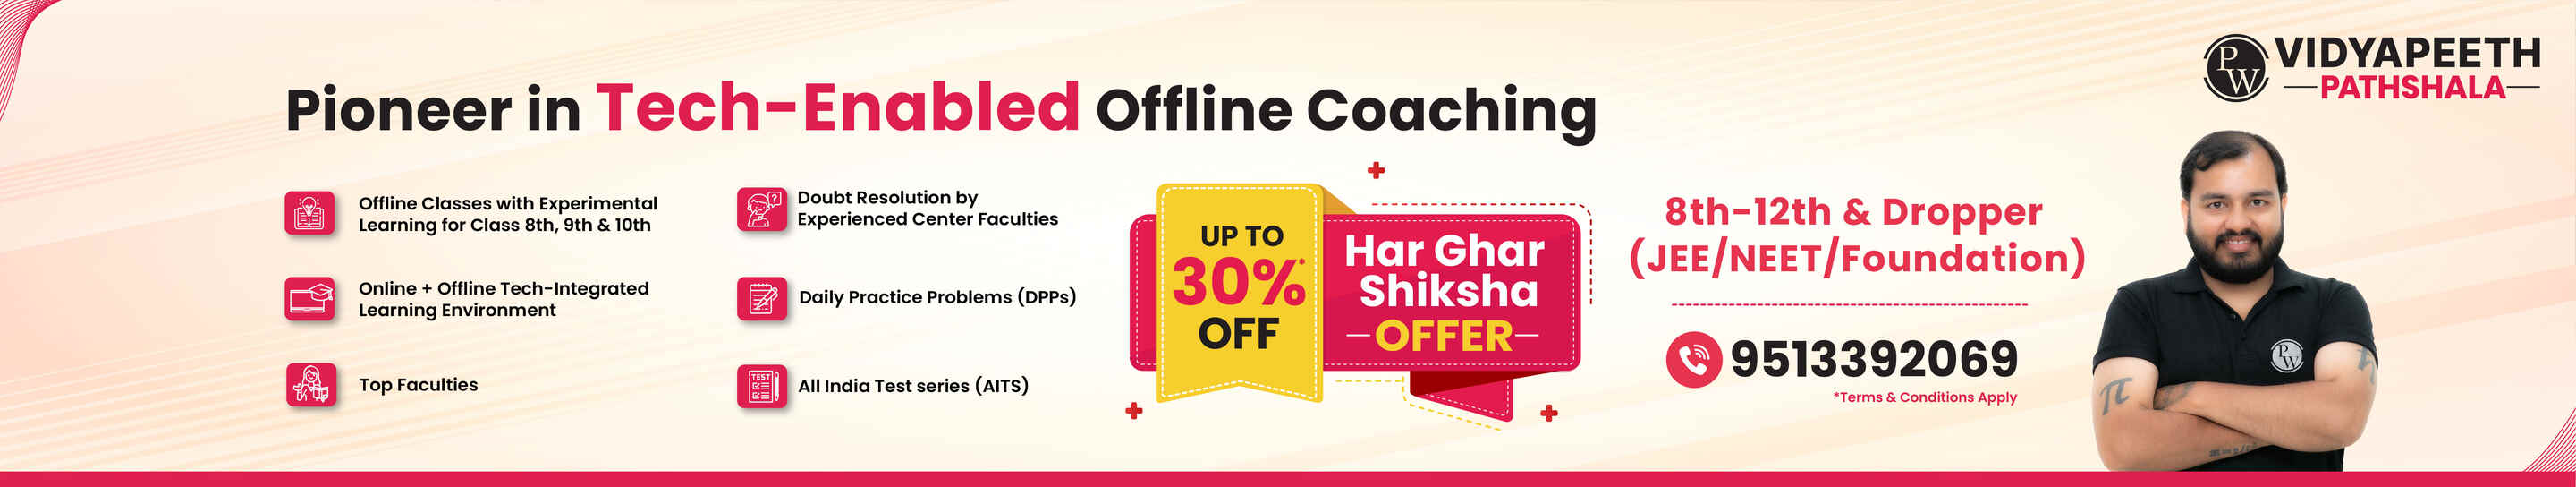 PW VIDYAPEETH
PATHSHALA
Pioneer in Tech-Enabled Offline Coaching
Offline Classes with Experimental
Learning for Class 8th, 9th & 10th
Online + Offline Tech-Integrated
Learning Environment
Top Faculties
Doubt Resolution by
Experienced Center Faculties
Daily Practice Problems (DPPs)
TEST
All India Test series (AITS)
UP TO
30%*
OFF
Har Ghar
Shiksha
OFFER
8th-12th & Dropper
(JEE/NEET/Foundation)
9513392069
*Terms & Conditions Apply
PW
π